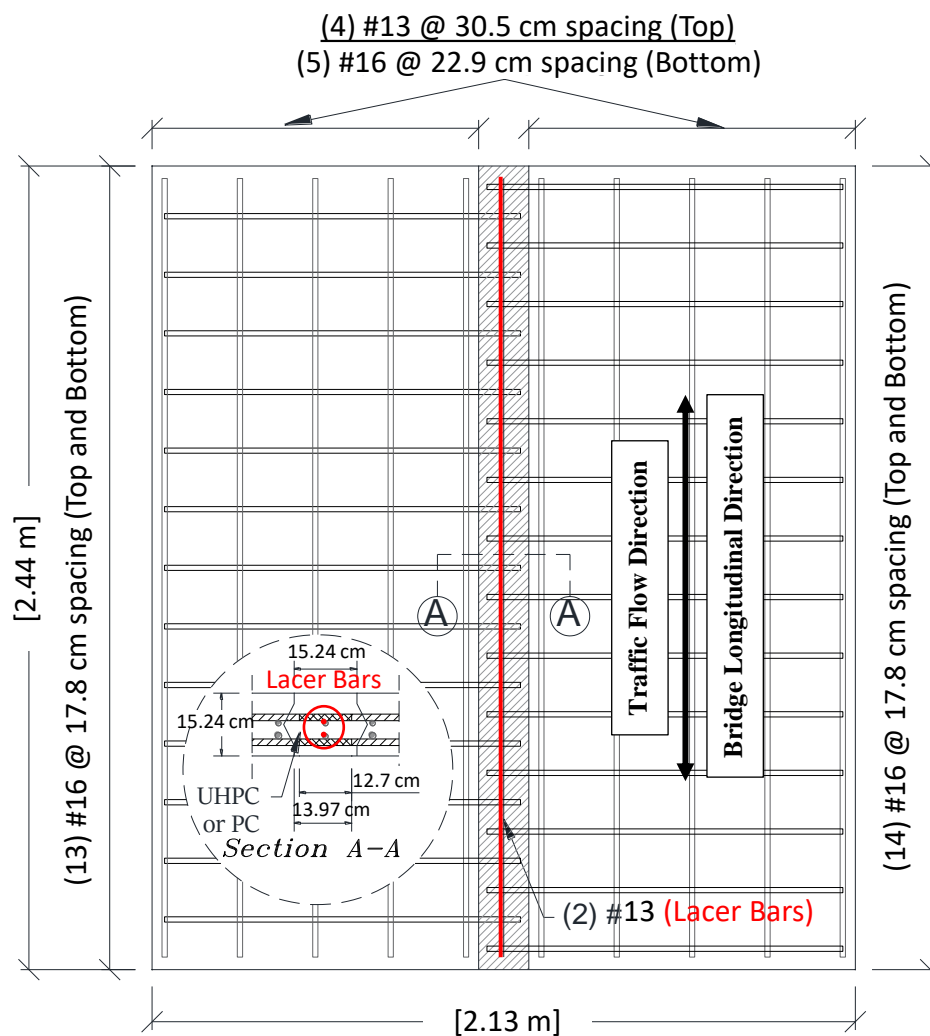 (4) #13 @ 30.5 cm spacing (Top)
(5) #16 @ 22.9 cm spacing (Bottom)
[2.44 m]
(13) #16 @ 17.8 cm spacing (Top and Bottom)
(14) #16 @ 17.8 cm spacing (Top and Bottom)
Traffic Flow Direction
Bridge Longitudinal Direction
A
A
15.24 cm
Lacer Bars
15.24 cm
12.7 cm
UHPC
or PC
13.97 cm
Section A-A
(2) #13 (Lacer Bars)
[2.13 m]